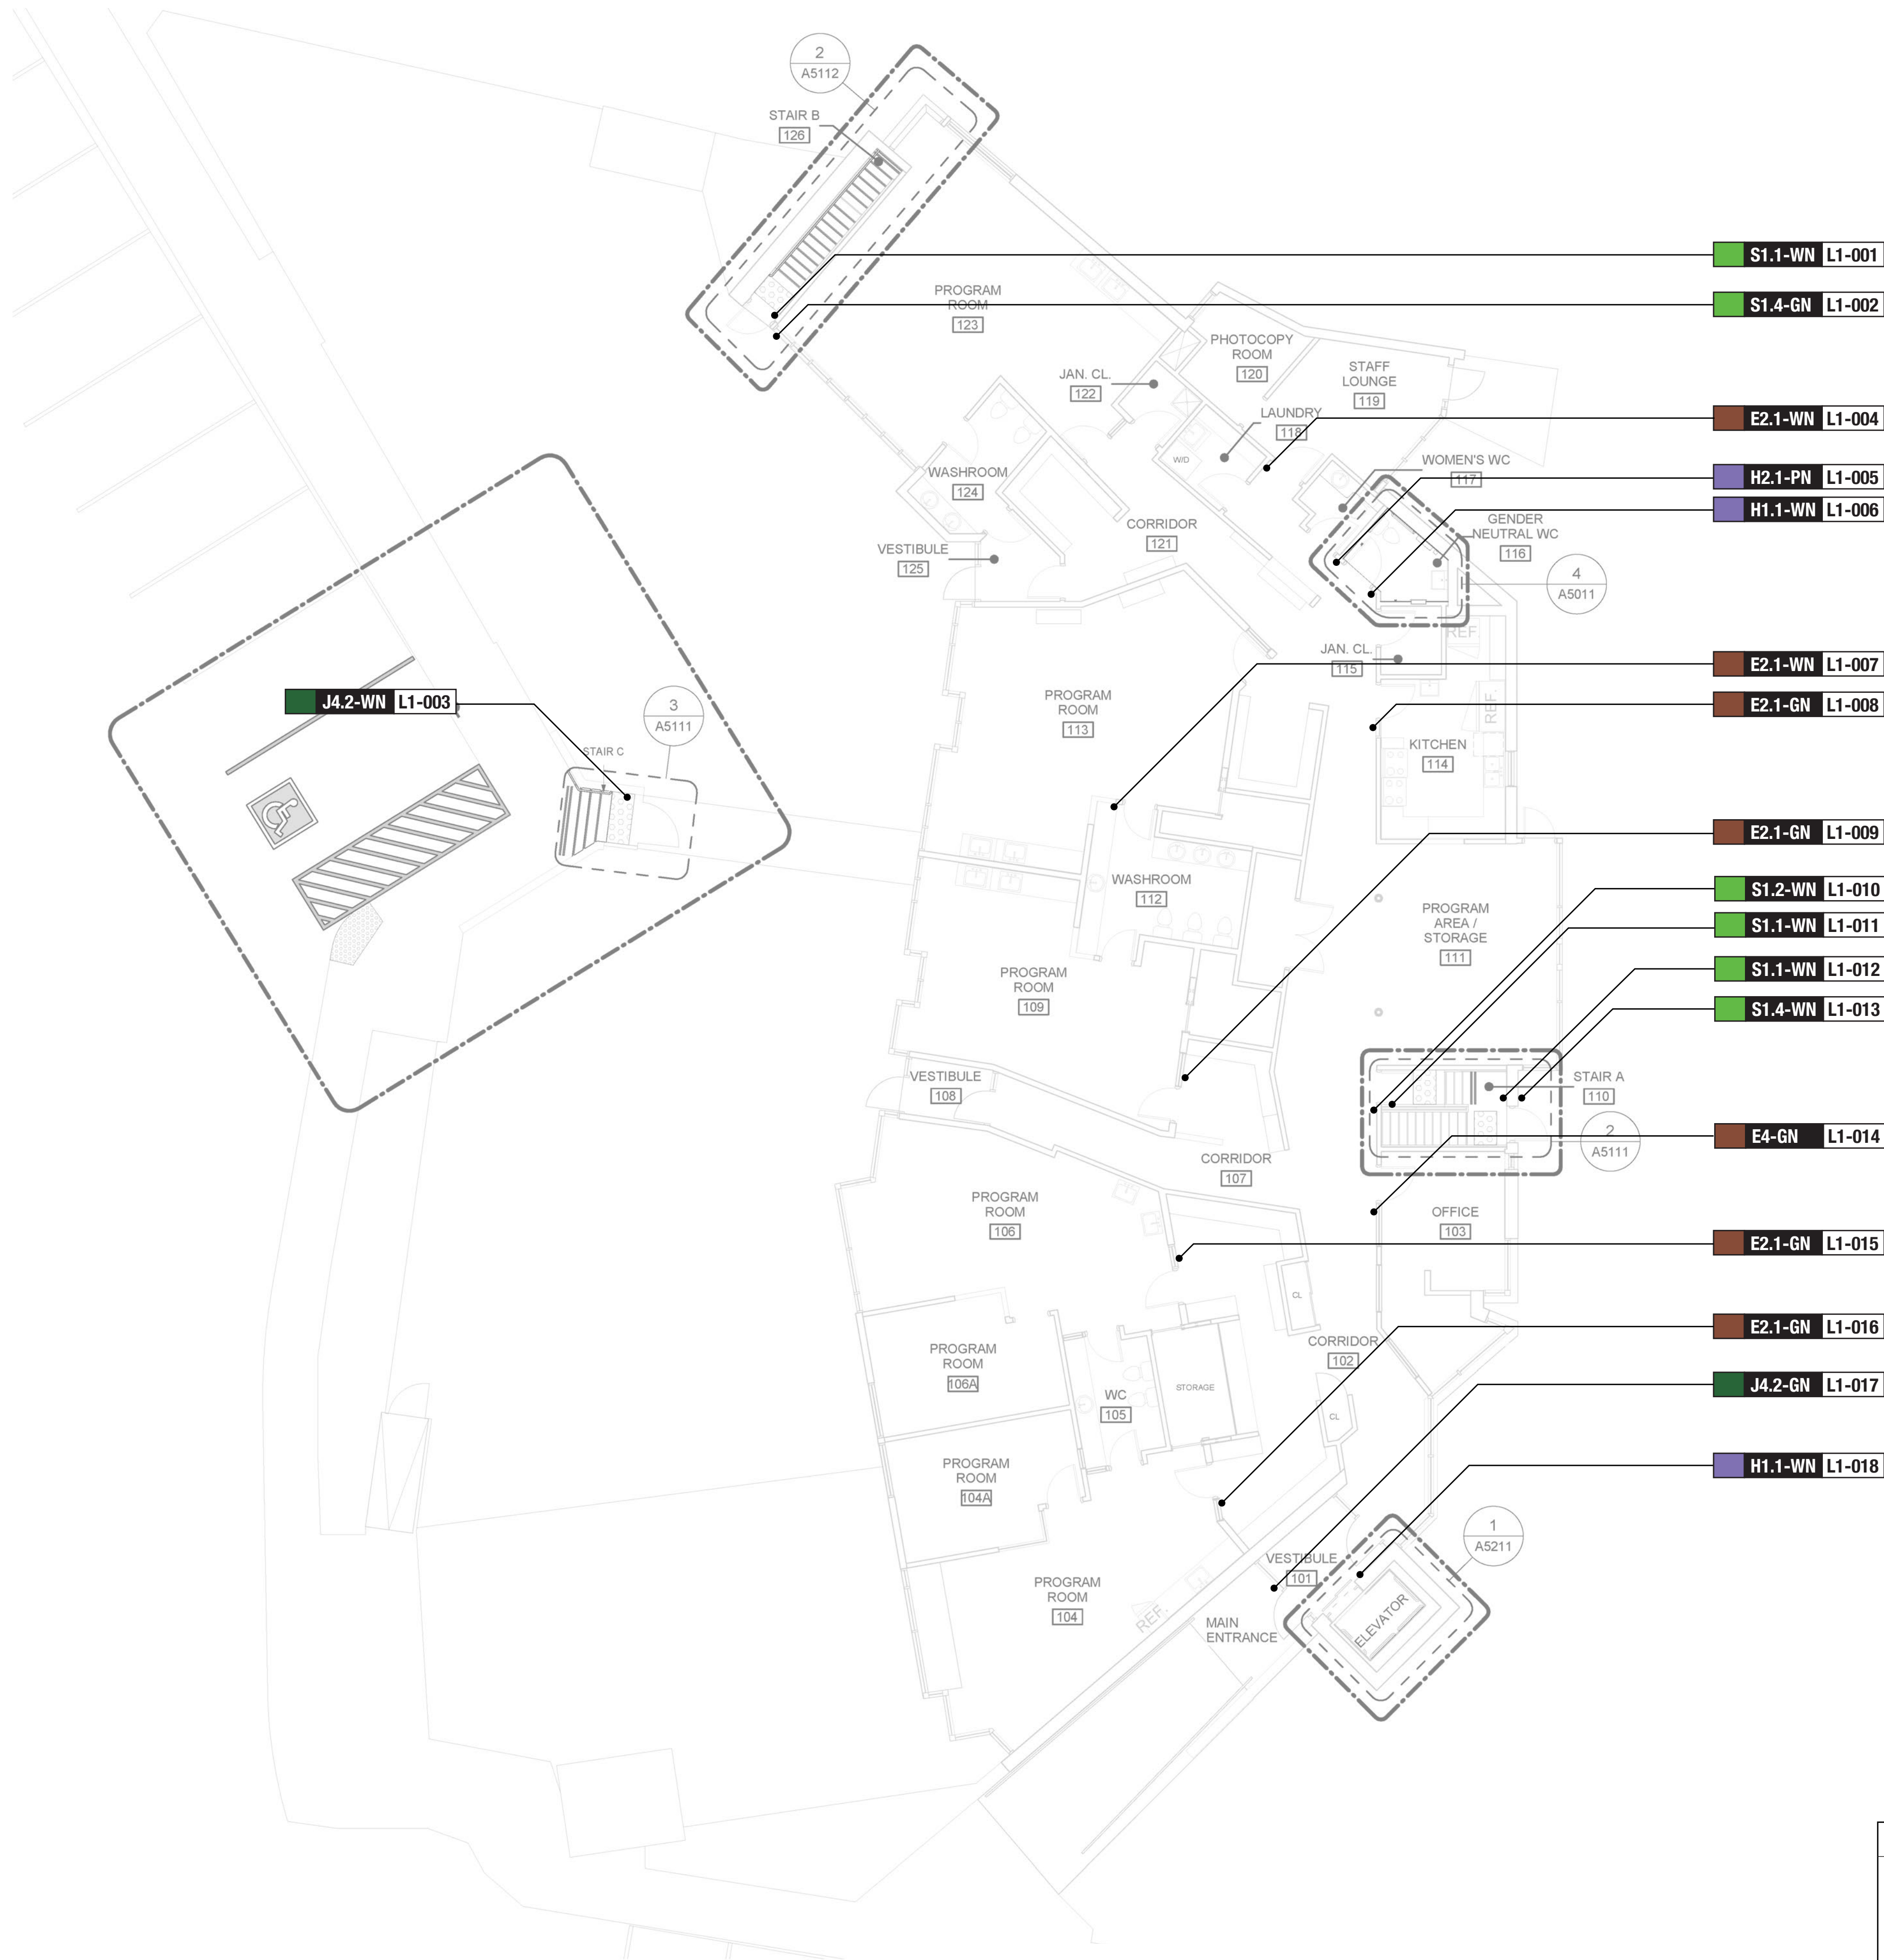 2
A5112
STAIR B
126
S1.1-WN L1-001
PROGRAM
ROOM
123
S1.4-GN L1-002
PHOTOCOPY
ROOM
120
STAFF
LOUNGE
119
JAN. CL.
122
LAUNDRY
118
E2.1-WN L1-004
W/D
WOMEN'S WC
117
WASHROOM
124
H2.1-PN L1-005
H1.1-WN L1-006
CORRIDOR
121
GENDER
NEUTRAL WC
116
VESTIBULE
125
4
A5011
REF
JAN. CL.
115
E2.1-WN L1-007
J4.2-WN L1-003
3
A5111
PROGRAM
ROOM
113
REF.
E2.1-GN L1-008
STAIR C
KITCHEN
114
E2.1-GN L1-009
WASHROOM
112
S1.2-WN L1-010
PROGRAM
AREA /
STORAGE
111
S1.1-WN L1-011
PROGRAM
ROOM
109
S1.1-WN L1-012
S1.4-WN L1-013
VESTIBULE
108
STAIR A
110
2
A5111
E4-GN L1-014
CORRIDOR
107
PROGRAM
ROOM
106
OFFICE
103
E2.1-GN L1-015
CL
PROGRAM
ROOM
106A
CORRIDOR
102
E2.1-GN L1-016
WC
105
STORAGE
J4.2-GN L1-017
CL
PROGRAM
ROOM
104A
H1.1-WN L1-018
1
A5211
VESTIBULE
101
PROGRAM
ROOM
104
REF.
MAIN
ENTRANCE
ELEVATOR